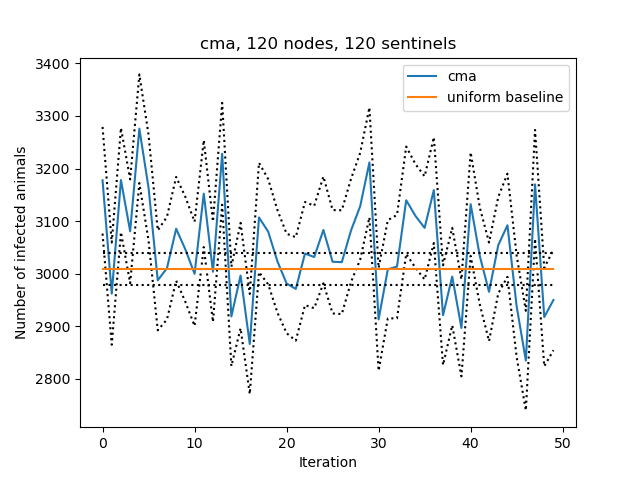 cma, 120 nodes, 120 sentinels
cma
uniform baseline
Number of infected animals
3400
3300
3200
3100
3000
2900
2800
0 10 20 30 40 50
Iteration